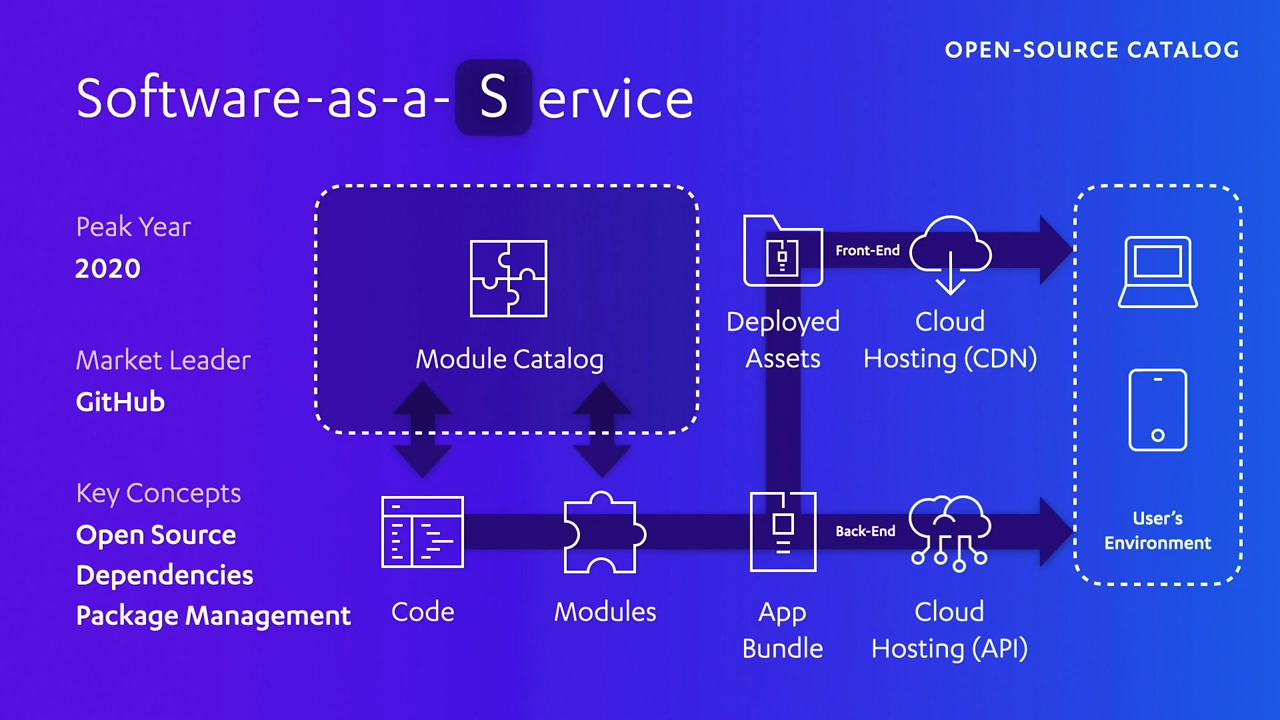 OPEN-SOURCE CATALOG
Software-as-a-Service
Peak Year
2020
Market Leader
GitHub
Key Concepts
Open Source
Dependencies
Package Management
Module Catalog
Code
Modules
Deployed
Assets
Front-End
Cloud
Hosting (CDN)
App
Bundle
Back-End
Cloud
Hosting (API)
User’s
Environment